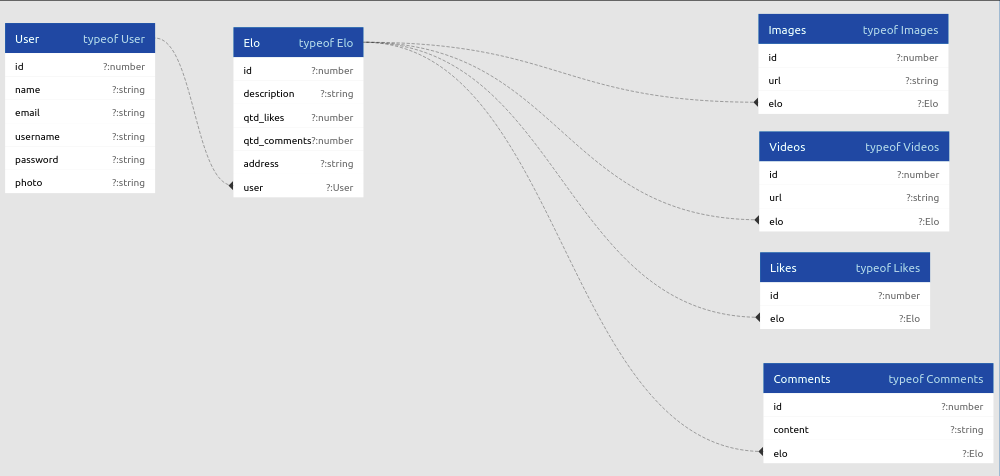 User typeof User
id ?:number
name ?:string
email ?:string
username ?:string
password ?:string
photo ?:string
Elo typeof Elo
id ?:number
description ?:string
qtd_likes ?:number
qtd_comments?:number
address ?:string
user ?:User
Images typeof Images
id ?:number
url ?:string
elo ?:Elo
Videos typeof Videos
id ?:number
url ?:string
elo ?:Elo
Likes typeof Likes
id ?:number
elo ?:Elo
Comments typeof Comments
id ?:number
content ?:string
elo ?:Elo